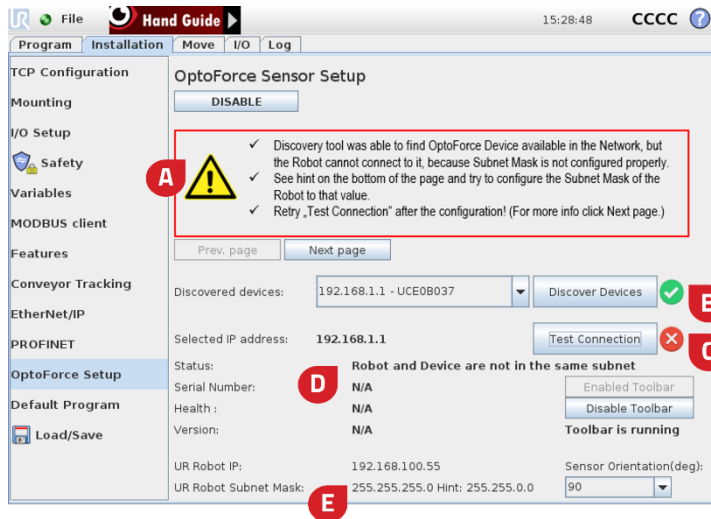 UR File Hand Guide 15:28:48 CCCC ?
Program Installation Move I/O Log
TCP Configuration
Mounting
I/O Setup
Safety
Variables
MODBUS client
Features
Conveyor Tracking
EtherNet/IP
PROFINET
OptoForce Setup
Default Program
Load/Save
OptoForce Sensor Setup
DISABLE
A
✓ Discovery tool was able to find OptoForce Device available in the Network, but
the Robot cannot connect to it, because Subnet Mask is not configured properly.
✓ See hint on the bottom of the page and try to configure the Subnet Mask of the
Robot to that value.
✓ Retry „Test Connection” after the configuration! (For more info click Next page.)
Prev. page Next page
Discovered devices: 192.168.1.1 - UCE0B037 Discover Devices B
Selected IP address: 192.168.1.1 Test Connection C
Status: Robot and Device are not in the same subnet
D
Serial Number: N/A Enabled Toolbar
Health : N/A Disable Toolbar
Version: N/A Toolbar is running
UR Robot IP: 192.168.100.55 Sensor Orientation(deg):
UR Robot Subnet Mask: 255.255.255.0 Hint: 255.255.0.0 90
E